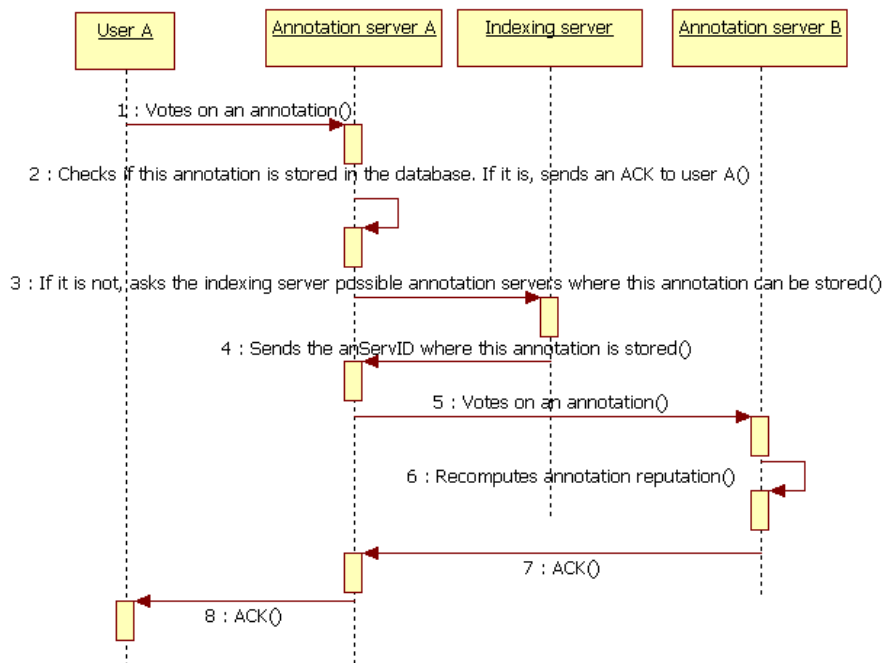 User A
Annotation server A
Indexing server
Annotation server B
1 : Votes on an annotation()
2 : Checks if this annotation is stored in the database. If it is, sends an ACK to user A()
3 : If it is not, asks the indexing server possible annotation servers where this annotation can be stored()
4 : Sends the anServID where this annotation is stored()
5 : Votes on an annotation()
6 : Recomputes annotation reputation()
7 : ACK()
8 : ACK()